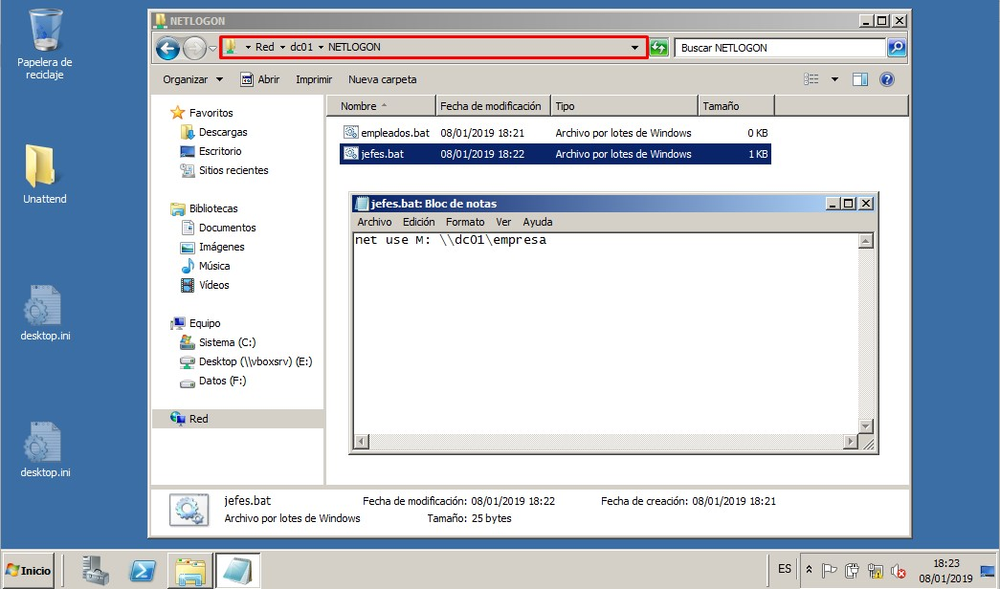 Papelera de
reciclaje
Unattend
desktop.ini
desktop.ini
NETLOGON
Red dc01 NETLOGON
Buscar NETLOGON
Organizar Abrir Imprimir Nueva carpeta
Favoritos
Descargas
Escritorio
Sitios recientes
Bibliotecas
Documentos
Imágenes
Música
Vídeos
Equipo
Sistema (C:)
Desktop (\\vboxsrv) (E:)
Datos (F:)
Red
Nombre Fecha de modificación Tipo Tamaño
empleados.bat 08/01/2019 18:21 Archivo por lotes de Windows 0 KB
jefes.bat 08/01/2019 18:22 Archivo por lotes de Windows 1 KB
jefes.bat: Bloc de notas
Archivo Edición Formato Ver Ayuda
net use M: \\dc01\empresa
jefes.bat Fecha de modificación: 08/01/2019 18:22 Fecha de creación: 08/01/2019 18:21
Archivo por lotes de Windows Tamaño: 25 bytes
Inicio
ES
18:23
08/01/2019